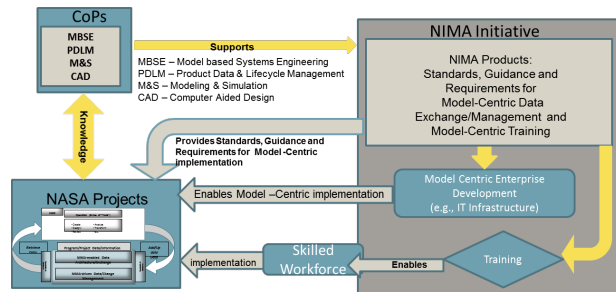 CoPs
MBSE
PDLM
M&S
CAD
Supports
MBSE – Model based Systems Engineering
PDLM – Product Data & Lifecycle Management
M&S – Modeling & Simulation
CAD – Computer Aided Design
NIMA Initiative
NIMA Products:
Standards, Guidance and
Requirements for
Model-Centric Data
Exchange/Management and
Model-Centric Training
Knowledge
Provides Standards, Guidance and
Requirements for Model -Centric
implementation
NASA Projects
Program/Project Data/Information
Enables Model –Centric implementation
Model Centric Enterprise
Development
(e.g., IT Infrastructure)
implementation
Skilled
Workforce
Enables
Training